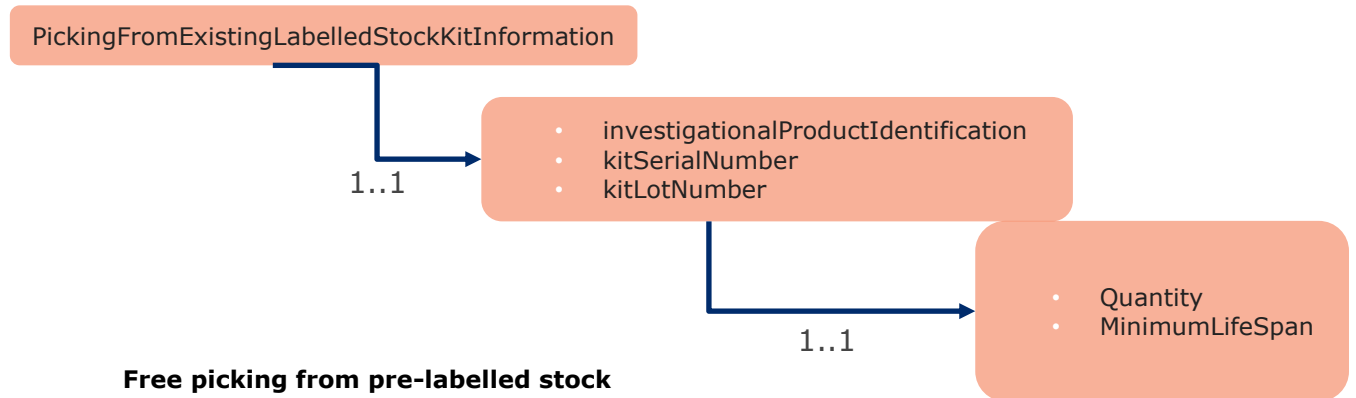 PickingFromExistingLabelledStockKitInformation
1..1
• investigationalProductIdentification
• kitSerialNumber
• kitLotNumber
1..1
• Quantity
• MinimumLifeSpan
Free picking from pre-labelled stock